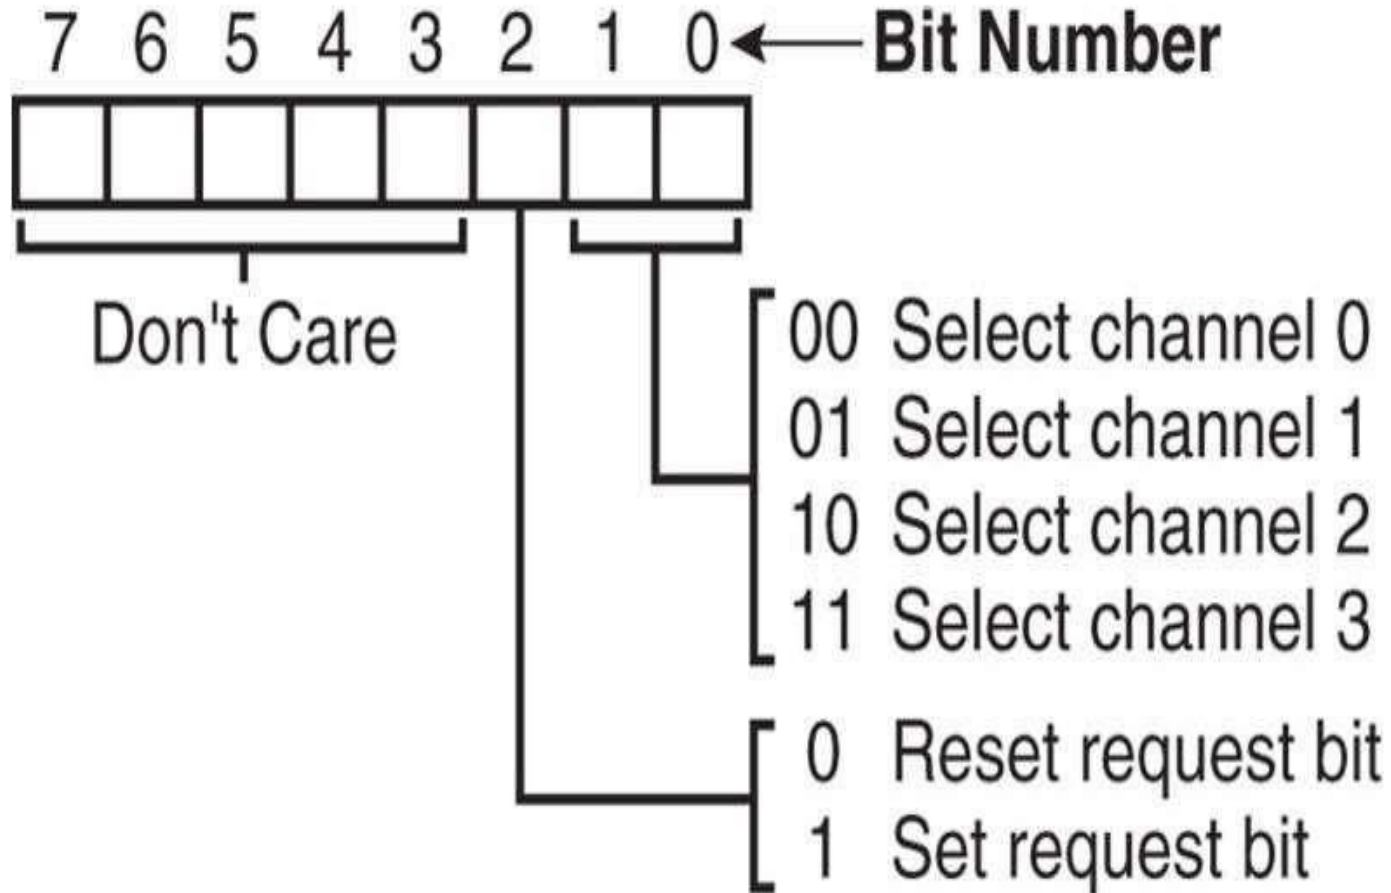 7 6 5 4 3 2 1 0 Bit Number
Don't Care
00 Select channel 0
01 Select channel 1
10 Select channel 2
11 Select channel 3
0 Reset request bit
1 Set request bit